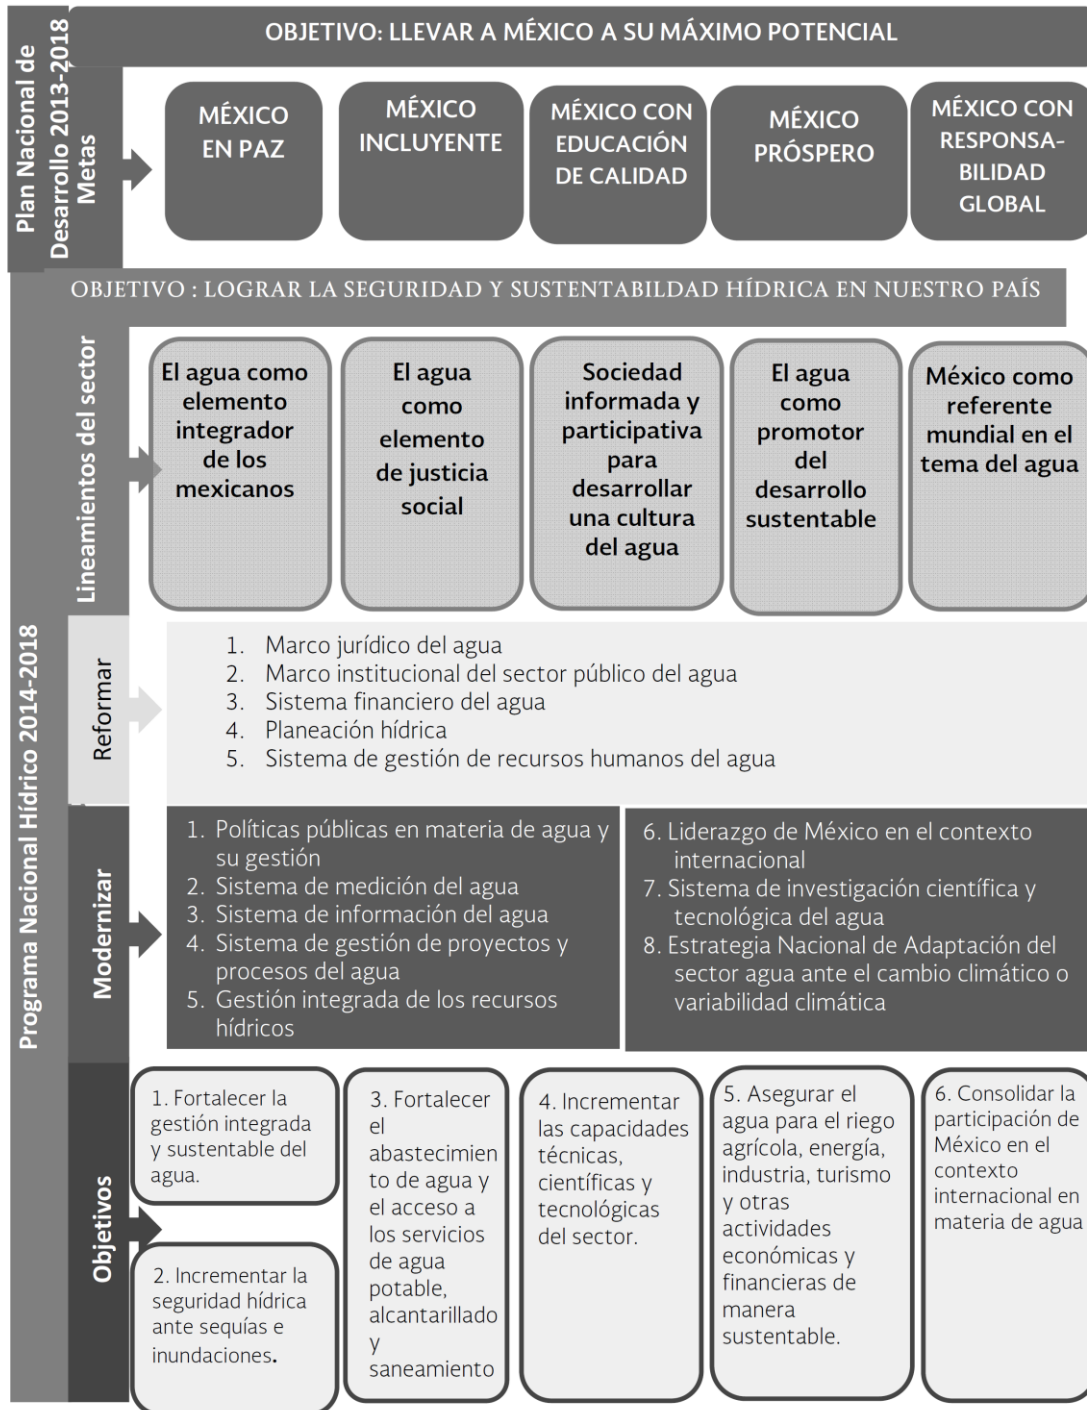 Plan Nacional de
Desarrollo 2013-2018
Metas
OBJETIVO: LLEVAR A MÉXICO A SU MÁXIMO POTENCIAL
MÉXICO
EN PAZ
MÉXICO
INCLUYENTE
MÉXICO CON
EDUCACIÓN
DE CALIDAD
MÉXICO
PRÓSPERO
MÉXICO CON
RESPONSA-
BILIDAD
GLOBAL
Programa Nacional Hídrico 2014-2018
OBJETIVO : LOGRAR LA SEGURIDAD Y SUSTENTABILDAD HÍDRICA EN NUESTRO PAÍS
Lineamientos del sector
El agua como
elemento
integrador
de los
mexicanos
El agua
como
elemento
de justicia
social
Sociedad
informada y
participativa
para
desarrollar
una cultura
del agua
El agua
como
promotor
del
desarrollo
sustentable
México como
referente
mundial en el
tema del agua
Reformar
1. Marco jurídico del agua
2. Marco institucional del sector público del agua
3. Sistema financiero del agua
4. Planeación hídrica
5. Sistema de gestión de recursos humanos del agua
Modernizar
1. Políticas públicas en materia de agua y
su gestión
2. Sistema de medición del agua
3. Sistema de información del agua
4. Sistema de gestión de proyectos y
procesos del agua
5. Gestión integrada de los recursos
hídricos
6. Liderazgo de México en el contexto
internacional
7. Sistema de investigación científica y
tecnológica del agua
8. Estrategia Nacional de Adaptación del
sector agua ante el cambio climático o
variabilidad climática
Objetivos
1. Fortalecer la
gestión integrada
y sustentable del
agua.
2. Incrementar la
seguridad hídrica
ante sequías e
inundaciones.
3. Fortalecer
el
abastecimien
to de agua y
el acceso a
los servicios
de agua
potable,
alcantarillado
y
saneamiento
4. Incrementar
las capacidades
técnicas,
científicas y
tecnológicas
del sector.
5. Asegurar el
agua para el riego
agrícola, energía,
industria, turismo
y otras
actividades
económicas y
financieras de
manera
sustentable.
6. Consolidar la
participación de
México en el
contexto
internacional en
materia de agua